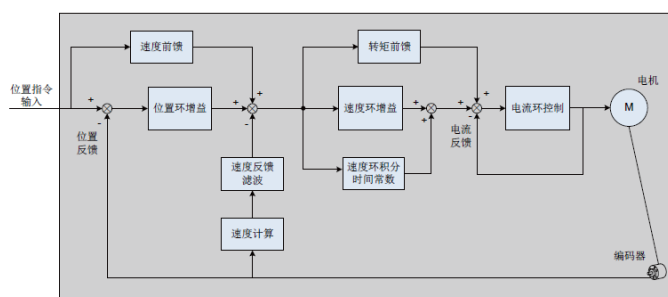 速度前馈
转矩前馈
电机
位置指令
输入
+
+
+
+
位置环增益
+
速度环增益
+
+
电流环控制
M
-
-
+
-
位置
反馈
电流
反馈
速度反馈
滤波
速度环积分
时间常数
速度计算
编码器